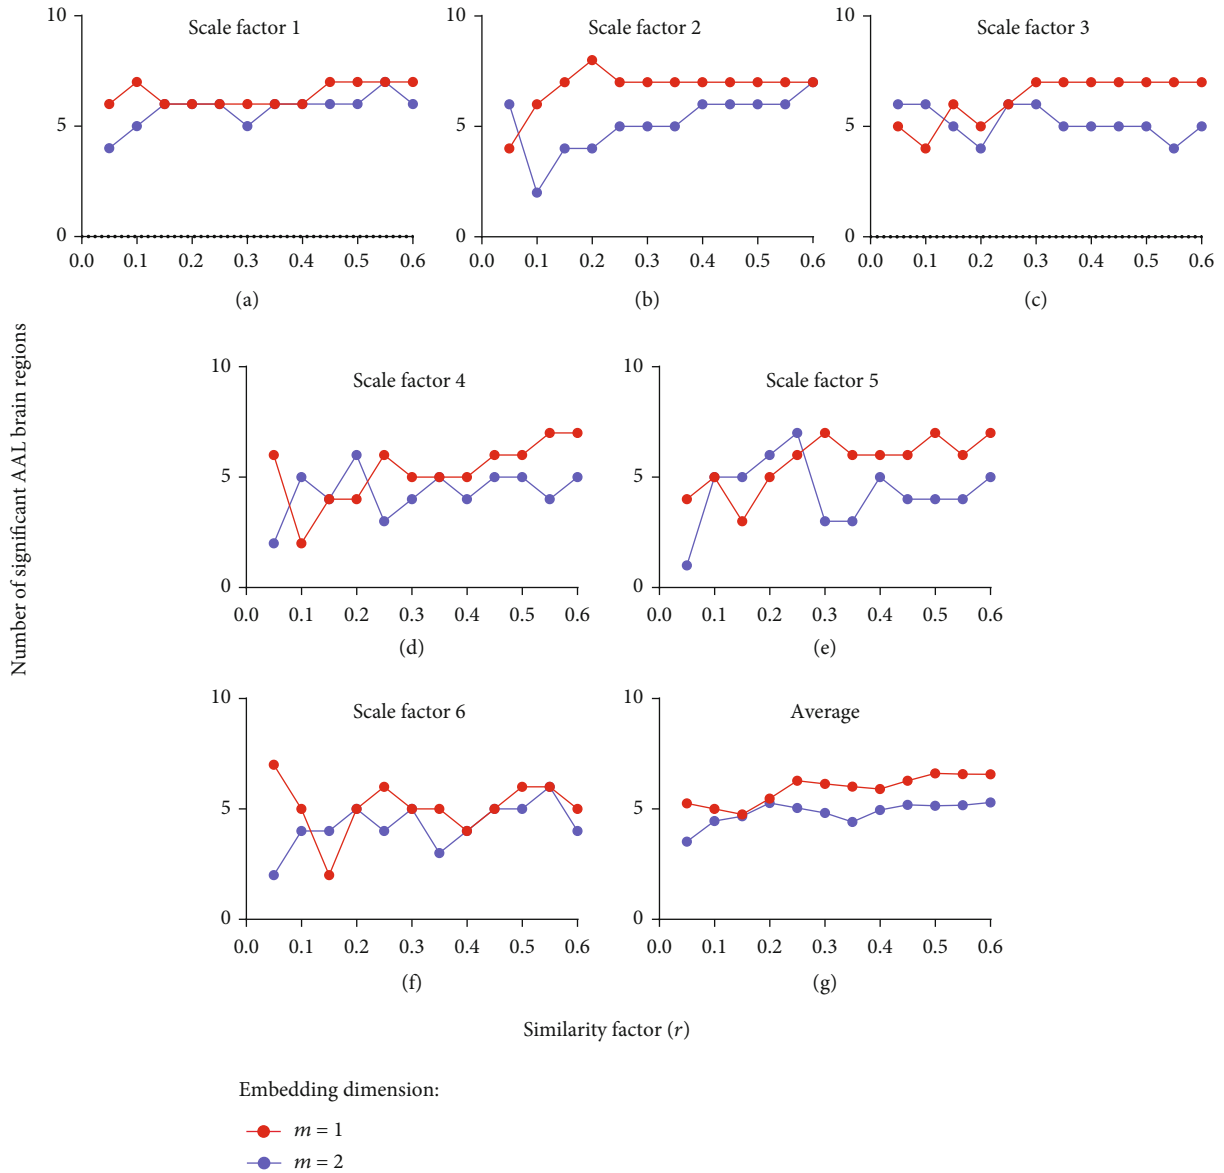 Number of significant AAL brain regions
10
5
0
Scale factor 1
0.0 0.1 0.2 0.3 0.4 0.5 0.6
(a)
10
5
0
Scale factor 2
0.0 0.1 0.2 0.3 0.4 0.5 0.6
(b)
10
5
0
Scale factor 3
0.0 0.1 0.2 0.3 0.4 0.5 0.6
(c)
10
5
0
Scale factor 4
0.0 0.1 0.2 0.3 0.4 0.5 0.6
(d)
10
5
0
Scale factor 5
0.0 0.1 0.2 0.3 0.4 0.5 0.6
(e)
10
5
0
Scale factor 6
0.0 0.1 0.2 0.3 0.4 0.5 0.6
(f)
10
5
0
Average
0.0 0.1 0.2 0.3 0.4 0.5 0.6
(g)
Similarity factor (r)
Embedding dimension:
m = 1
m = 2